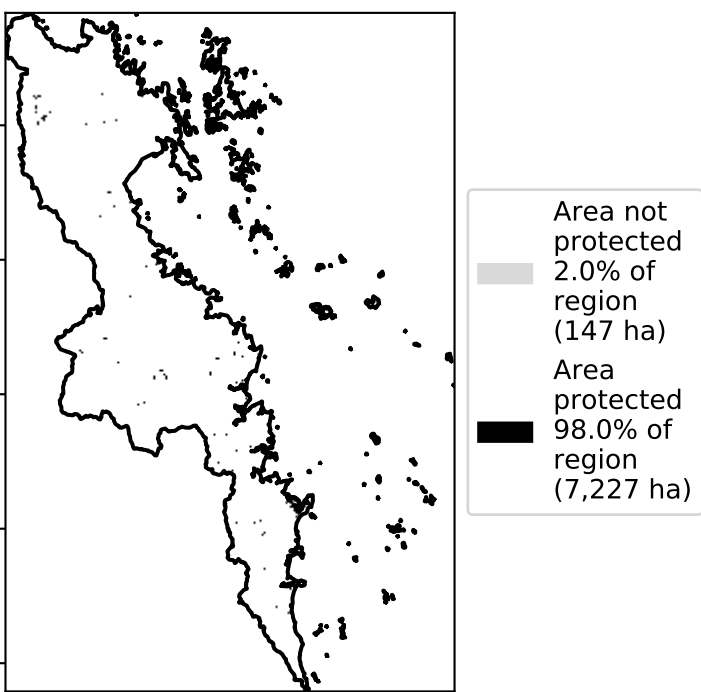 Area not
protected
2.0% of
region
(147 ha)
Area
protected
98.0% of
region
(7,227 ha)